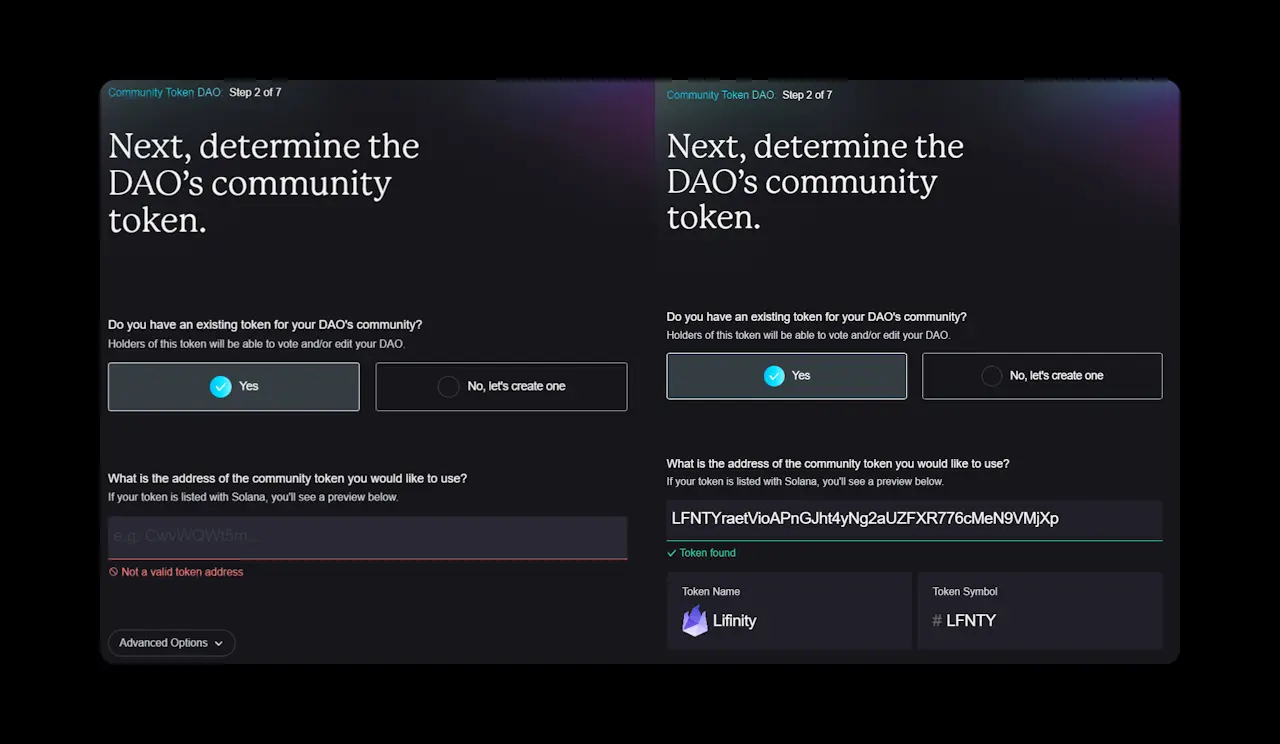 Community Token DAO: Step 2 of 7
Next, determine the
DAO's community
token.
Do you have an existing token for your DAO's community?
Holders of this token will be able to vote and/or edit your DAO.
Yes
No, let's create one
What is the address of the community token you would like to use?
If your token is listed with Solana, you'll see a preview below.
e.g. CwvWQWt5m...
Not a valid token address
Advanced Options
Community Token DAO: Step 2 of 7
Next, determine the
DAO's community
token.
Do you have an existing token for your DAO's community?
Holders of this token will be able to vote and/or edit your DAO.
Yes
No, let's create one
What is the address of the community token you would like to use?
If your token is listed with Solana, you'll see a preview below.
LFNTYraetVioAPnGJht4yNg2aUZFXR776cMeN9VMjXp
Token found
Token Name
Lifinity
Token Symbol
# LFNTY